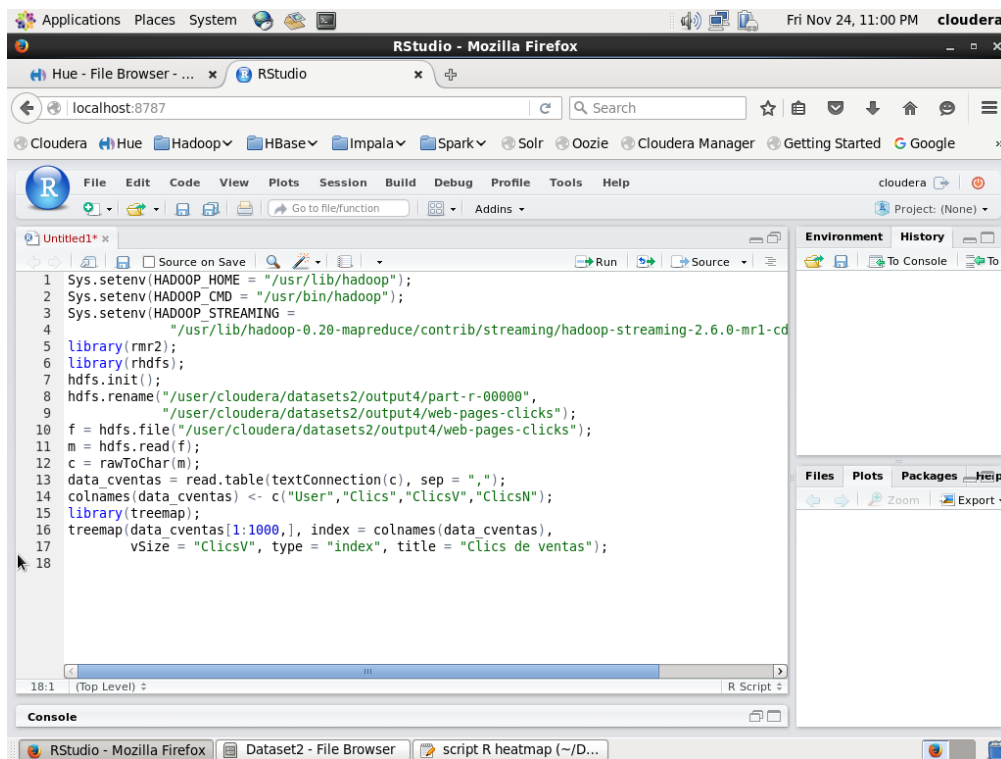 Applications Places System Fri Nov 24, 11:00 PM cloudera
RStudio - Mozilla Firefox
Hue - File Browser - ... RStudio
localhost:8787 Search
Cloudera Hue Hadoop HBase Impala Spark Solr Oozie Cloudera Manager Getting Started Google »
R File Edit Code View Plots Session Build Debug Profile Tools Help cloudera
Go to file/function Addins R Project: (None)
Untitled1* Environment History
Source on Save Run Source To Console To
1 Sys.setenv(HADOOP_HOME = "/usr/lib/hadoop");
2 Sys.setenv(HADOOP_CMD = "/usr/bin/hadoop");
3 Sys.setenv(HADOOP_STREAMING =
4 "/usr/lib/hadoop-0.20-mapreduce/contrib/streaming/hadoop-streaming-2.6.0-mr1-cd
5 library(rmr2);
6 library(rhdfs);
7 hdfs.init();
8 hdfs.rename("/user/cloudera/datasets2/output4/part-r-00000",
9 "/user/cloudera/datasets2/output4/web-pages-clicks");
10 f = hdfs.file("/user/cloudera/datasets2/output4/web-pages-clicks");
11 m = hdfs.read(f);
12 c = rawToChar(m);
13 data_cventas = read.table(textConnection(c), sep = ",");
14 colnames(data_cventas) <- c("User","Clics","ClicsV","ClicsN");
15 library(treemap);
16 treemap(data_cventas[1:1000,], index = colnames(data_cventas),
17 vSize = "ClicsV", type = "index", title = "Clics de ventas");
18
Files Plots Packages Help
Zoom Export
18:1 (Top Level) R Script
Console
RStudio - Mozilla Firefox Dataset2 - File Browser script R heatmap (~/D...